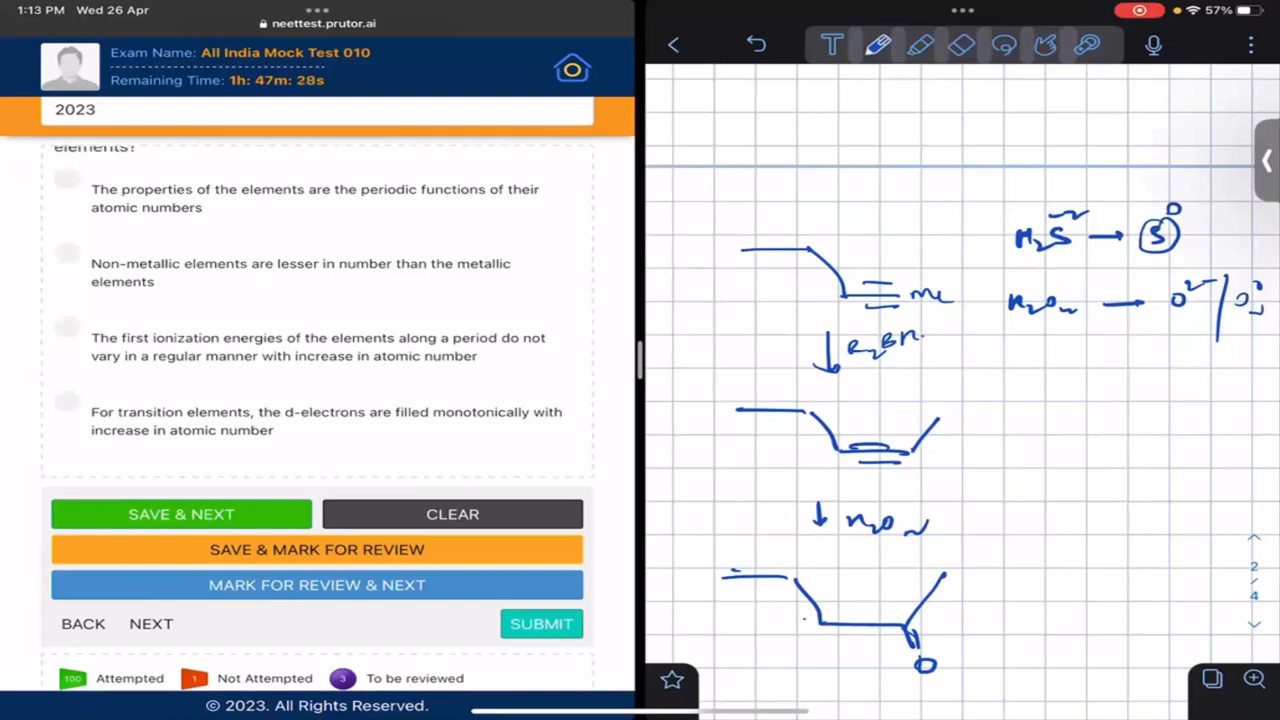 1:13 PM Wed 26 Apr
neettest.prutor.ai
57%
Exam Name: All India Mock Test 010
Remaining Time: 1h: 47m: 28s
2023
elements?
The properties of the elements are the periodic functions of their
atomic numbers
Non-metallic elements are lesser in number than the metallic
elements
The first ionization energies of the elements along a period do not
vary in a regular manner with increase in atomic number
For transition elements, the d-electrons are filled monotonically with
increase in atomic number
SAVE & NEXT
CLEAR
SAVE & MARK FOR REVIEW
MARK FOR REVIEW & NEXT
BACK
NEXT
SUBMIT
100 Attempted
1 Not Attempted
3 To be reviewed
© 2023. All Rights Reserved.
H2S → S
O
2
4